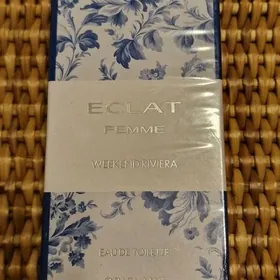 ECLAT
FEMME
WEEKEND RIVIERA
EAU DE TOILETTE